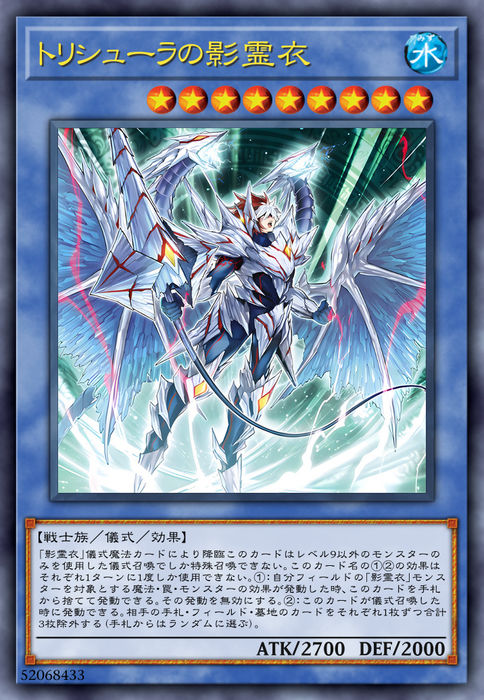 トリシューラの影霊衣
みず
水
【戦士族／儀式／効果】
「影霊衣」儀式魔法カードにより降臨このカードはレベル9以外のモンスターの
みを使用した儀式召喚でしか特殊召喚できない。このカード名の①②の効果は
それぞれ1ターンに1度しか使用できない。①：自分フィールドの「影霊衣」モンス
ターを対象とする魔法・罠・モンスターの効果が発動した時、このカードを手札
から捨てて発動できる。その発動を無効にする。②：このカードが儀式召喚した
時に発動できる。相手の手札・フィールド・墓地のカードをそれぞれ1枚ずつ合計
3枚除外する（手札からはランダムに選ぶ）。
ATK/2700 DEF/2000
52068433